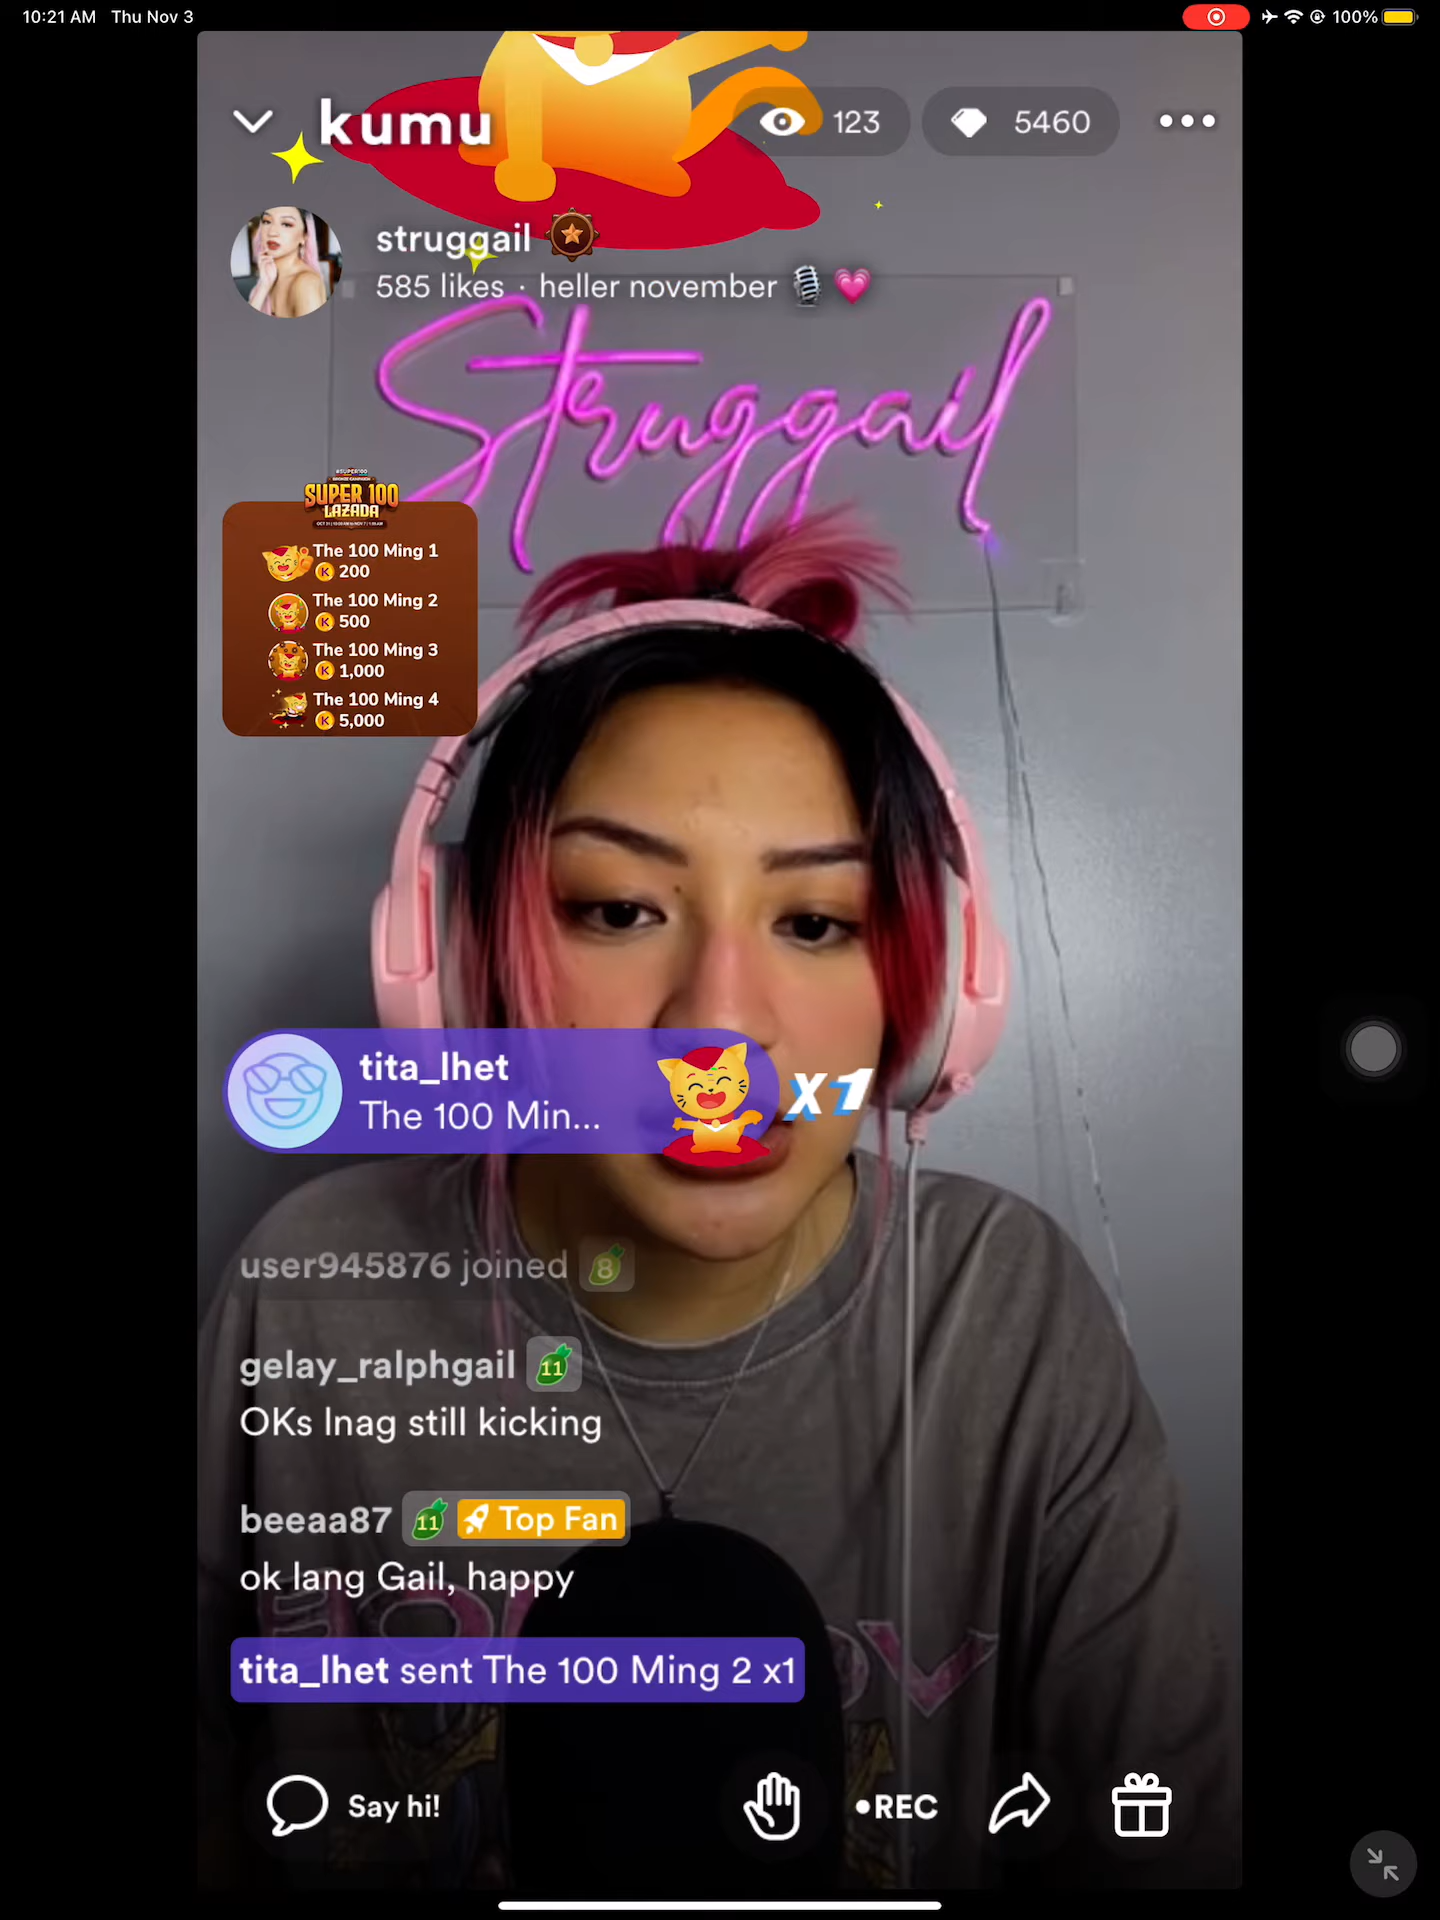 10:21 AM Thu Nov 3
100%
kumu
123
5460
struggail
585 likes · heller november
Struggail
#SUPER100
BRONZE CAMPAIGN
SUPER 100
LAZADA
The 100 Ming 1
K 200
The 100 Ming 2
K 500
The 100 Ming 3
K 1,000
The 100 Ming 4
K 5,000
tita_lhet
The 100 Min...
X1
user945876 joined 8
gelay_ralphgail 11
OKs lnag still kicking
beeaa87 11 Top Fan
ok lang Gail, happy
tita_lhet sent The 100 Ming 2 x1
Say hi!
•REC